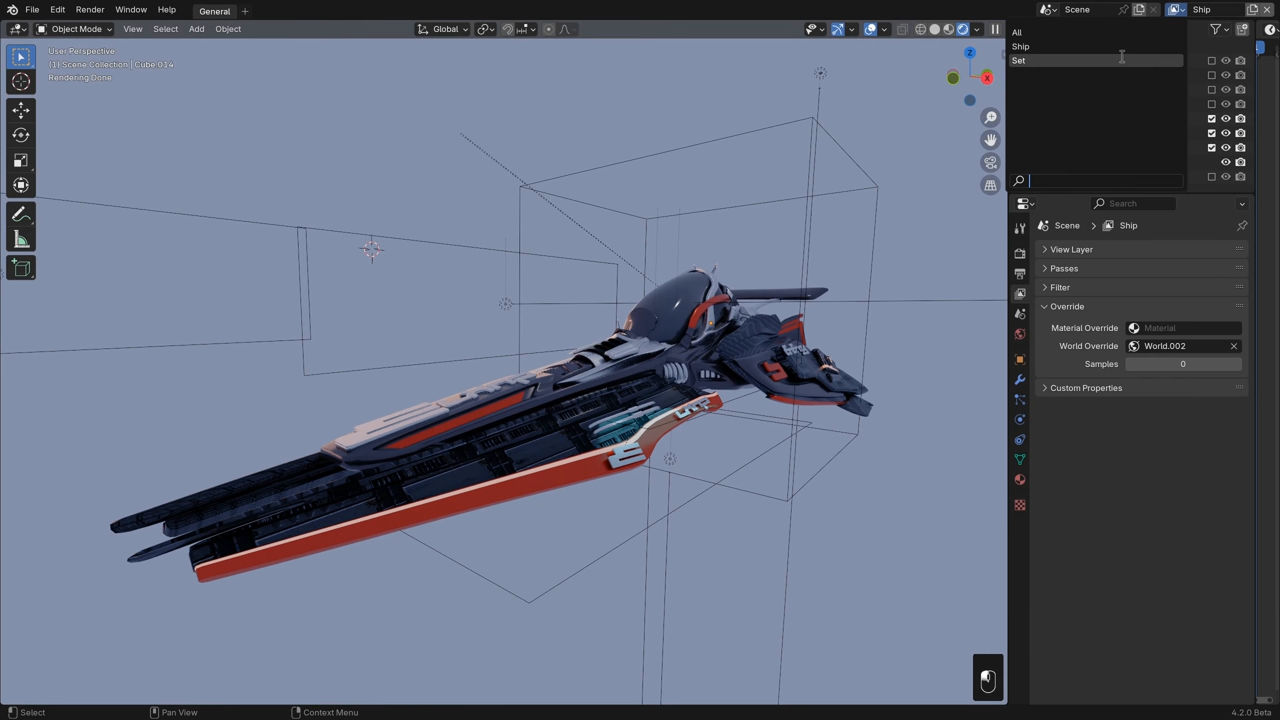 File Edit Render Window Help General Scene Ship
Object Mode View Select Add Object Global
User Perspective
(1) Scene Collection | Cube.014
Rendering Done
Z
X
All
Ship
Set
Search
Scene Ship
View Layer
Passes
Filter
Override
Material Override Material
World Override World.002
Samples 0
Custom Properties
Select Pan View Context Menu 4.2.0 Beta